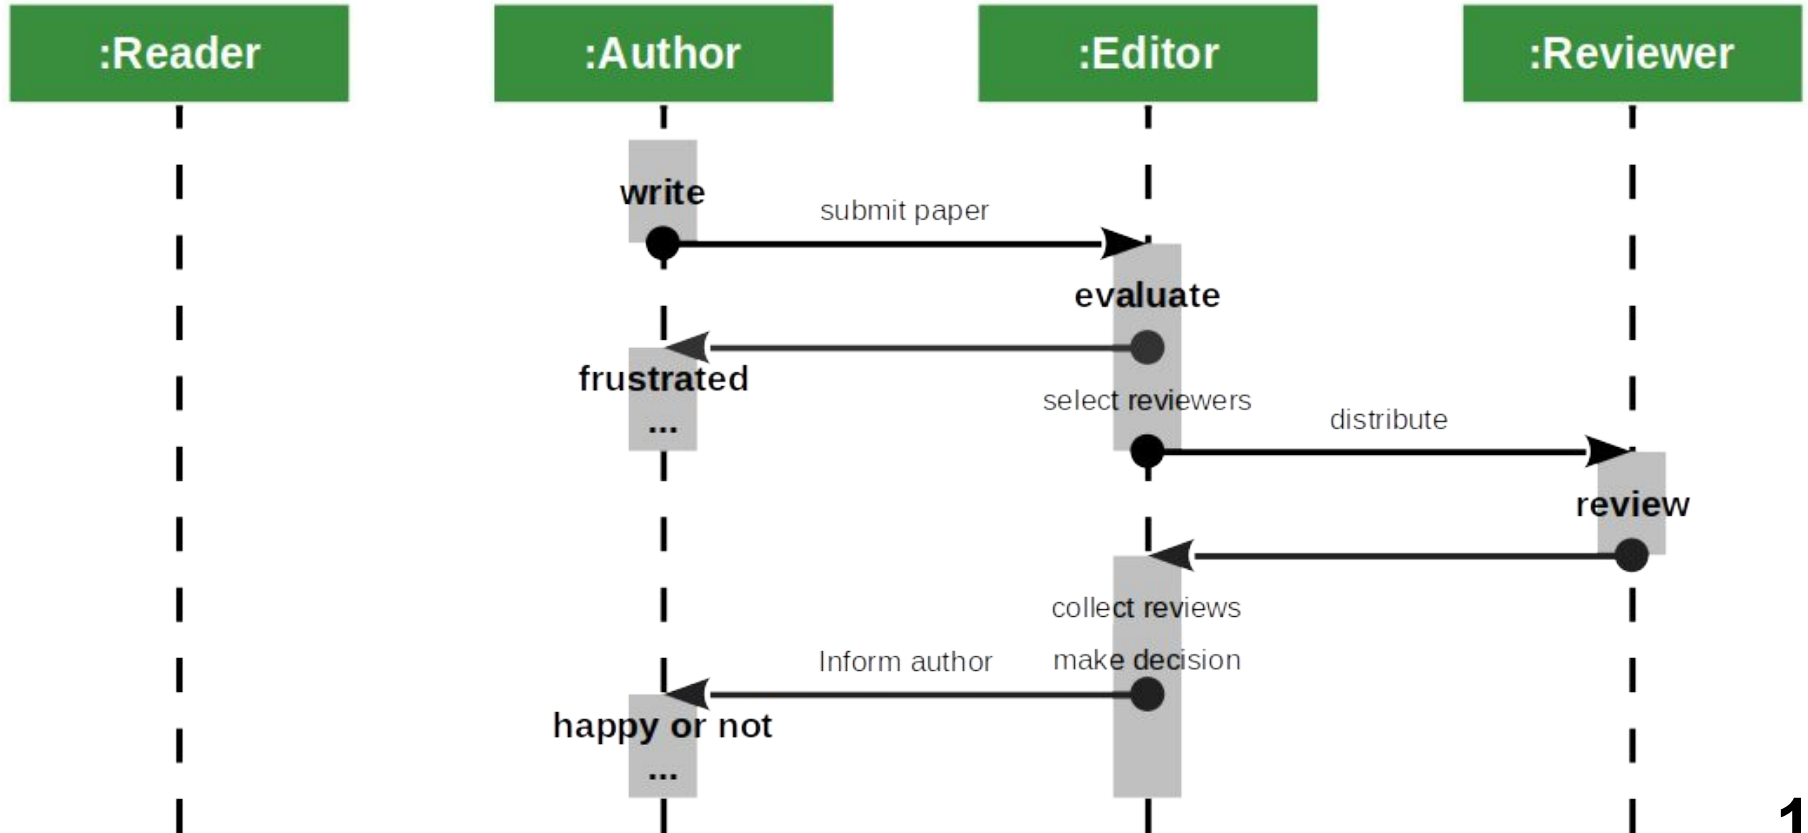 :Reader
:Author
:Editor
:Reviewer
write
submit paper
evaluate
frustrated
...
select reviewers
distribute
review
collect reviews
Inform author
make decision
happy or not
...
1